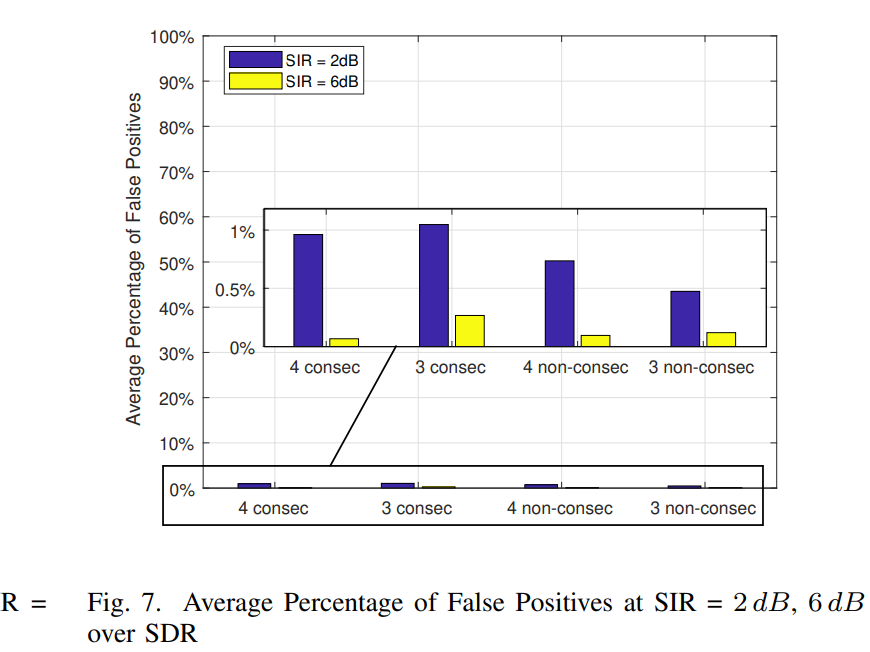 100%
90%
80%
70%
60%
50%
40%
30%
20%
10%
0%
Average Percentage of False Positives
SIR = 2dB
SIR = 6dB
1%
0.5%
0%
4 consec 3 consec 4 non-consec 3 non-consec
4 consec 3 consec 4 non-consec 3 non-consec
R = Fig. 7. Average Percentage of False Positives at SIR = 2 dB, 6 dB
over SDR